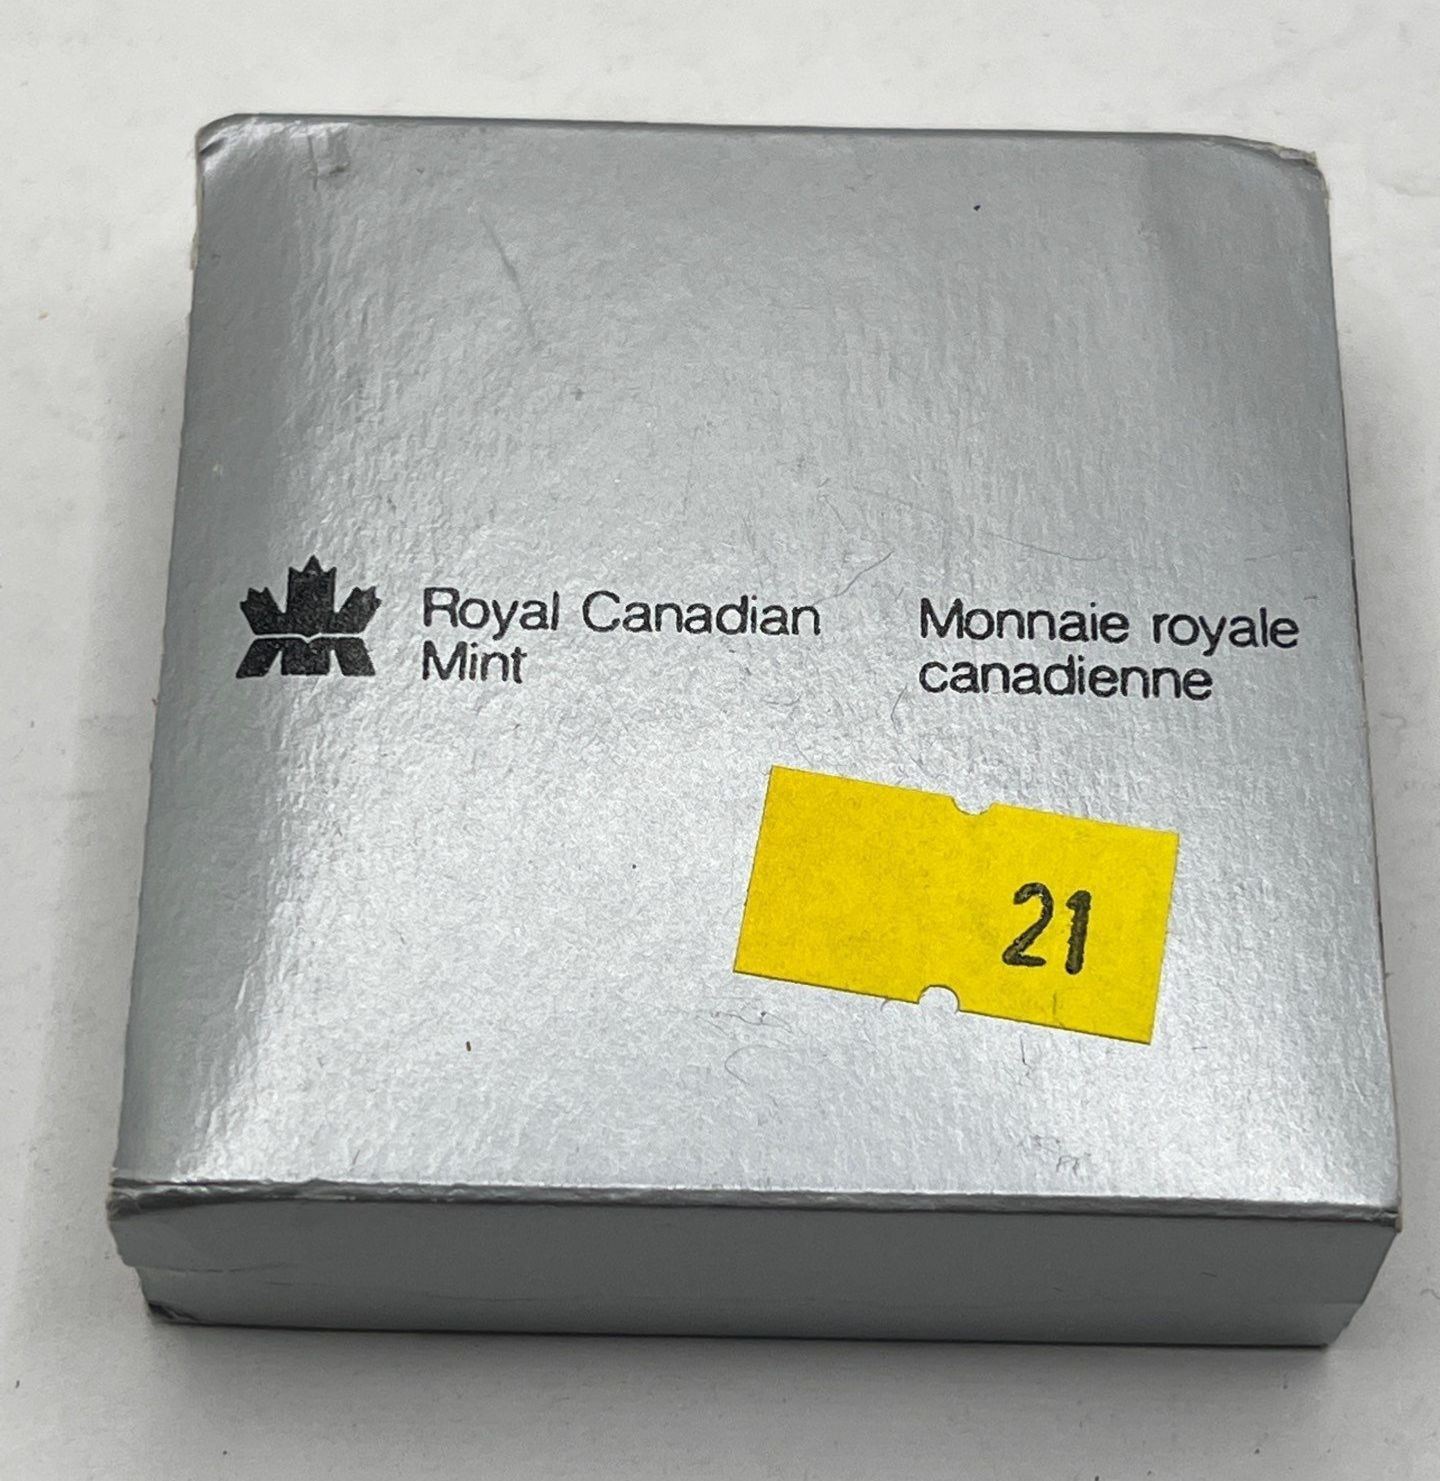 Royal Canadian
Mint
Monnaie royale
canadienne
21